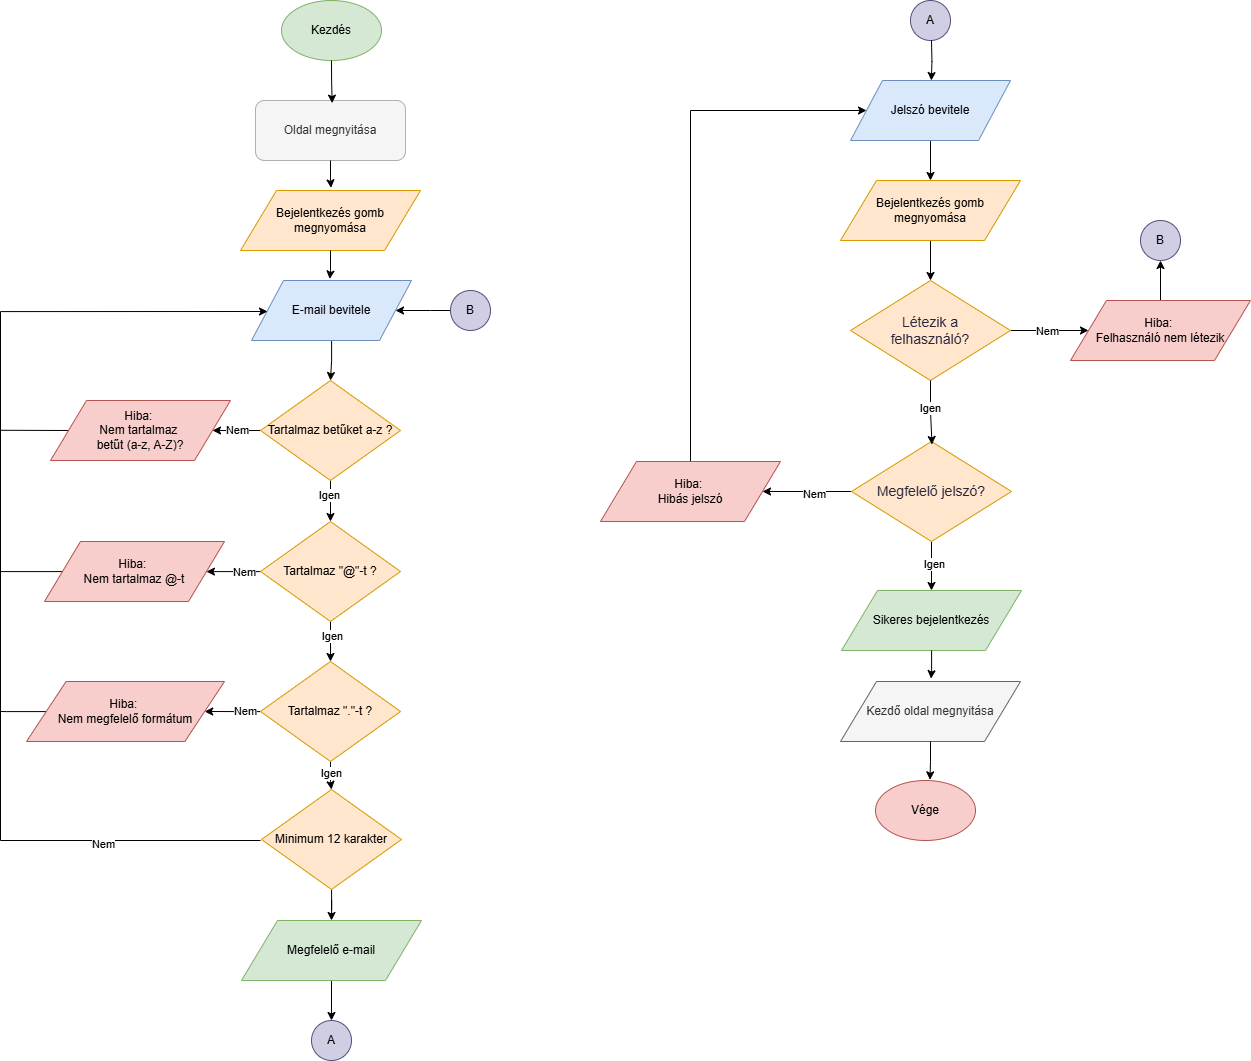 Kezdés
Oldal megnyitása
Bejelentkezés gomb
megnyomása
E-mail bevitele
B
Tartalmaz betűket a-z ?
Nem
Hiba:
Nem tartalmaz
betűt (a-z, A-Z)?
Igen
Tartalmaz "@"-t ?
Nem
Hiba:
Nem tartalmaz @-t
Igen
Tartalmaz "."-t ?
Nem
Hiba:
Nem megfelelő formátum
Igen
Minimum 12 karakter
Nem
Megfelelő e-mail
A
A
Jelszó bevitele
Bejelentkezés gomb
megnyomása
Létezik a
felhasználó?
Nem
Hiba:
Felhasználó nem létezik
B
Igen
Megfelelő jelszó?
Nem
Hiba:
Hibás jelszó
Igen
Sikeres bejelentkezés
Kezdő oldal megnyitása
Vége